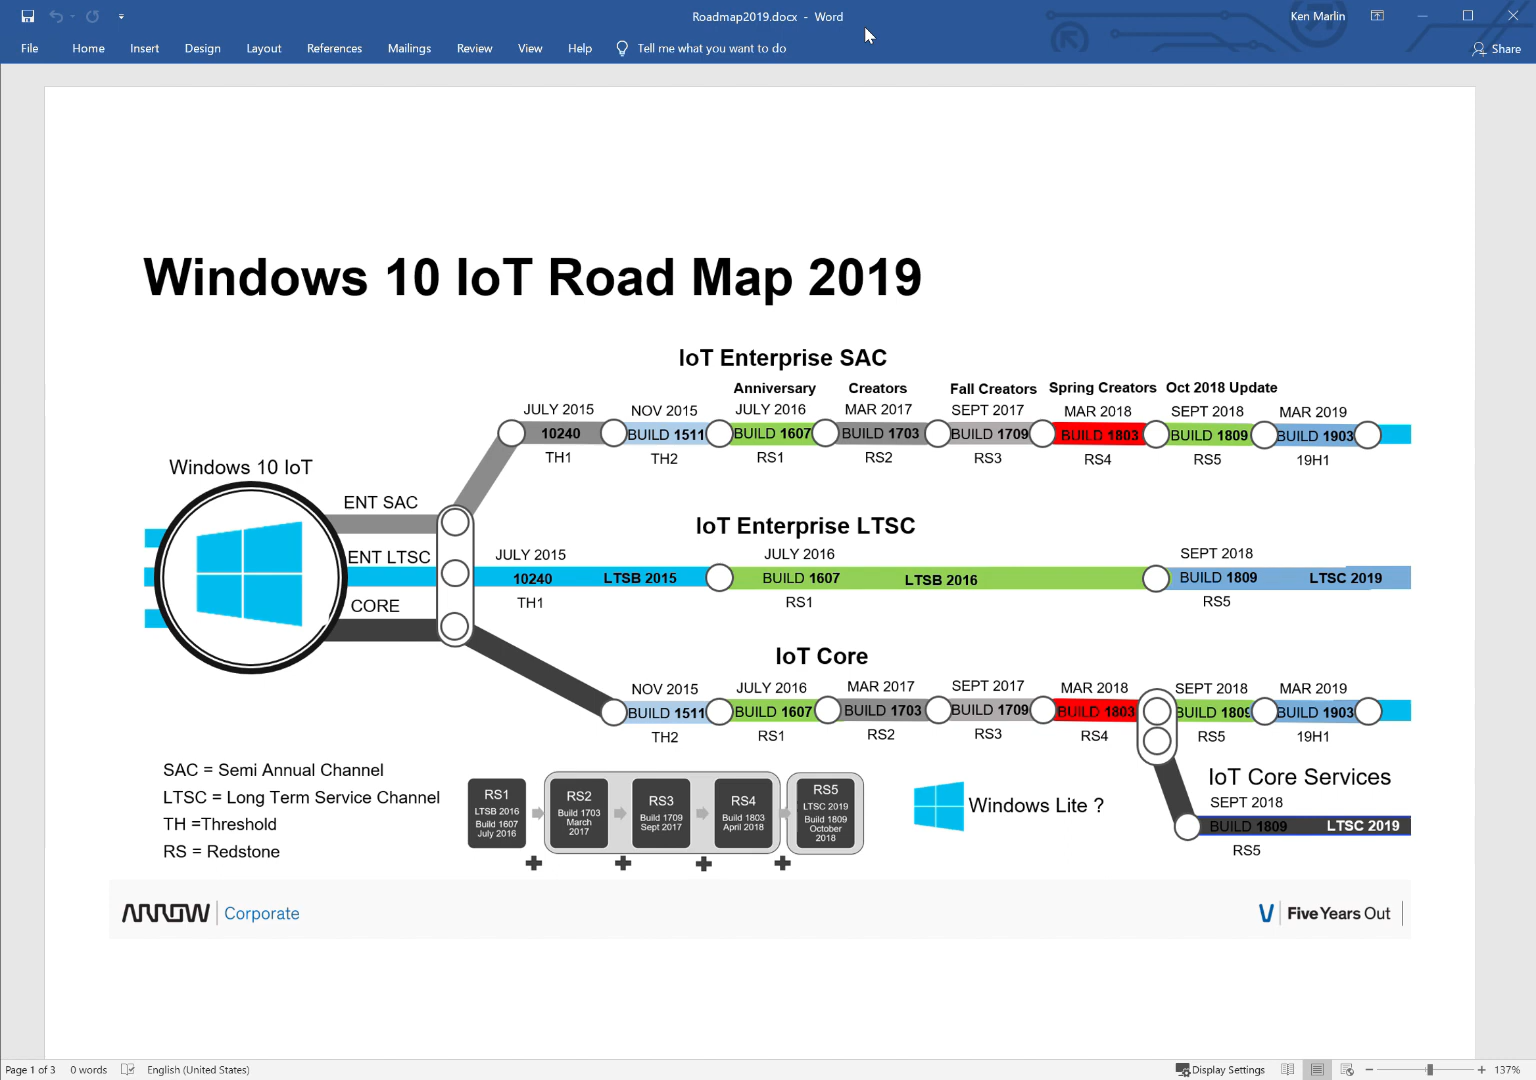 Roadmap2019.docx - Word
Ken Marlin
File Home Insert Design Layout References Mailings Review View Help Tell me what you want to do
Share
Windows 10 IoT Road Map 2019
IoT Enterprise SAC
Anniversary Creators Fall Creators Spring Creators Oct 2018 Update
JULY 2015 NOV 2015 JULY 2016 MAR 2017 SEPT 2017 MAR 2018 SEPT 2018 MAR 2019
10240 BUILD 1511 BUILD 1607 BUILD 1703 BUILD 1709 BUILD 1803 BUILD 1809 BUILD 1903
TH1 TH2 RS1 RS2 RS3 RS4 RS5 19H1
Windows 10 IoT
ENT SAC
ENT LTSC
CORE
IoT Enterprise LTSC
JULY 2015 JULY 2016 SEPT 2018
10240 LTSB 2015 BUILD 1607 LTSB 2016 BUILD 1809 LTSC 2019
TH1 RS1 RS5
IoT Core
NOV 2015 JULY 2016 MAR 2017 SEPT 2017 MAR 2018 SEPT 2018 MAR 2019
BUILD 1511 BUILD 1607 BUILD 1703 BUILD 1709 BUILD 1803 BUILD 1809 BUILD 1903
TH2 RS1 RS2 RS3 RS4 RS5 19H1
IoT Core Services
SEPT 2018
BUILD 1809 LTSC 2019
RS5
SAC = Semi Annual Channel
LTSC = Long Term Service Channel
TH =Threshold
RS = Redstone
RS1
LTSB 2016
Build 1607
July 2016
RS2
Build 1703
March
2017
RS3
Build 1709
Sept 2017
RS4
Build 1803
April 2018
RS5
LTSC 2019
Build 1809
October
2018
Windows Lite ?
ARROW Corporate
Five Years Out
Page 1 of 3 0 words English (United States)
Display Settings
137%